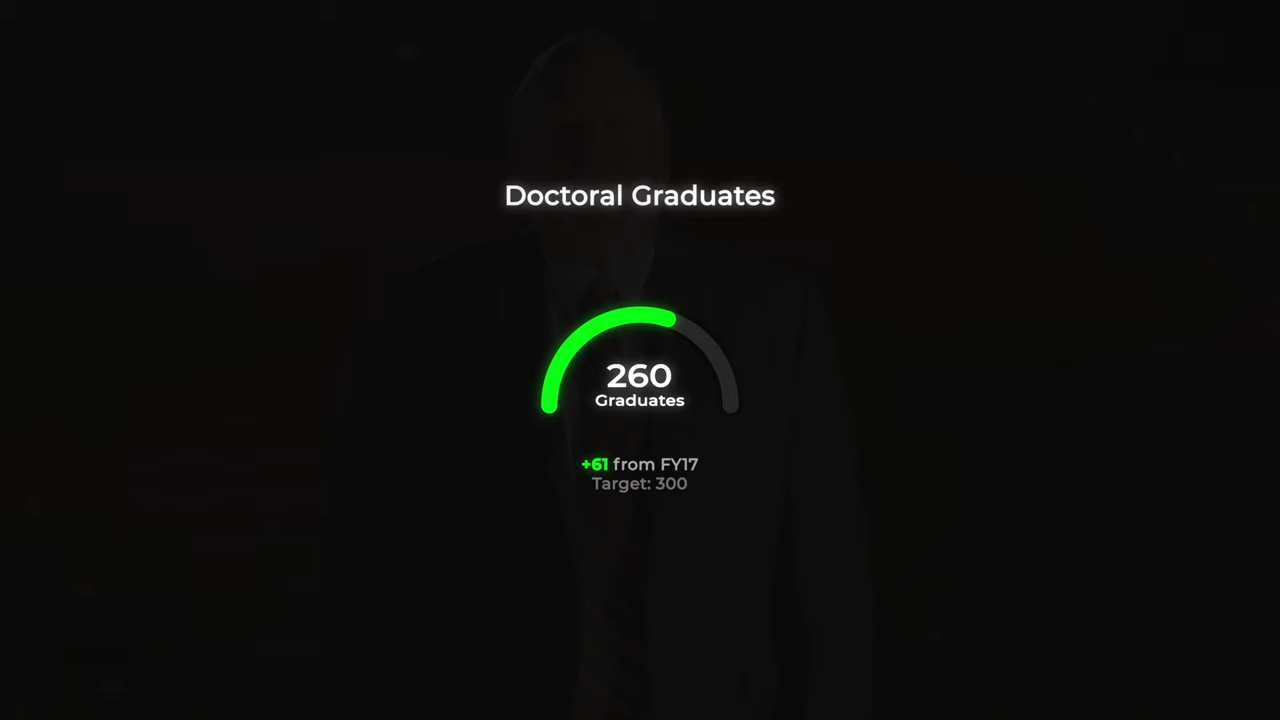 Doctoral Graduates
260
Graduates
+61 from FY17
Target: 300